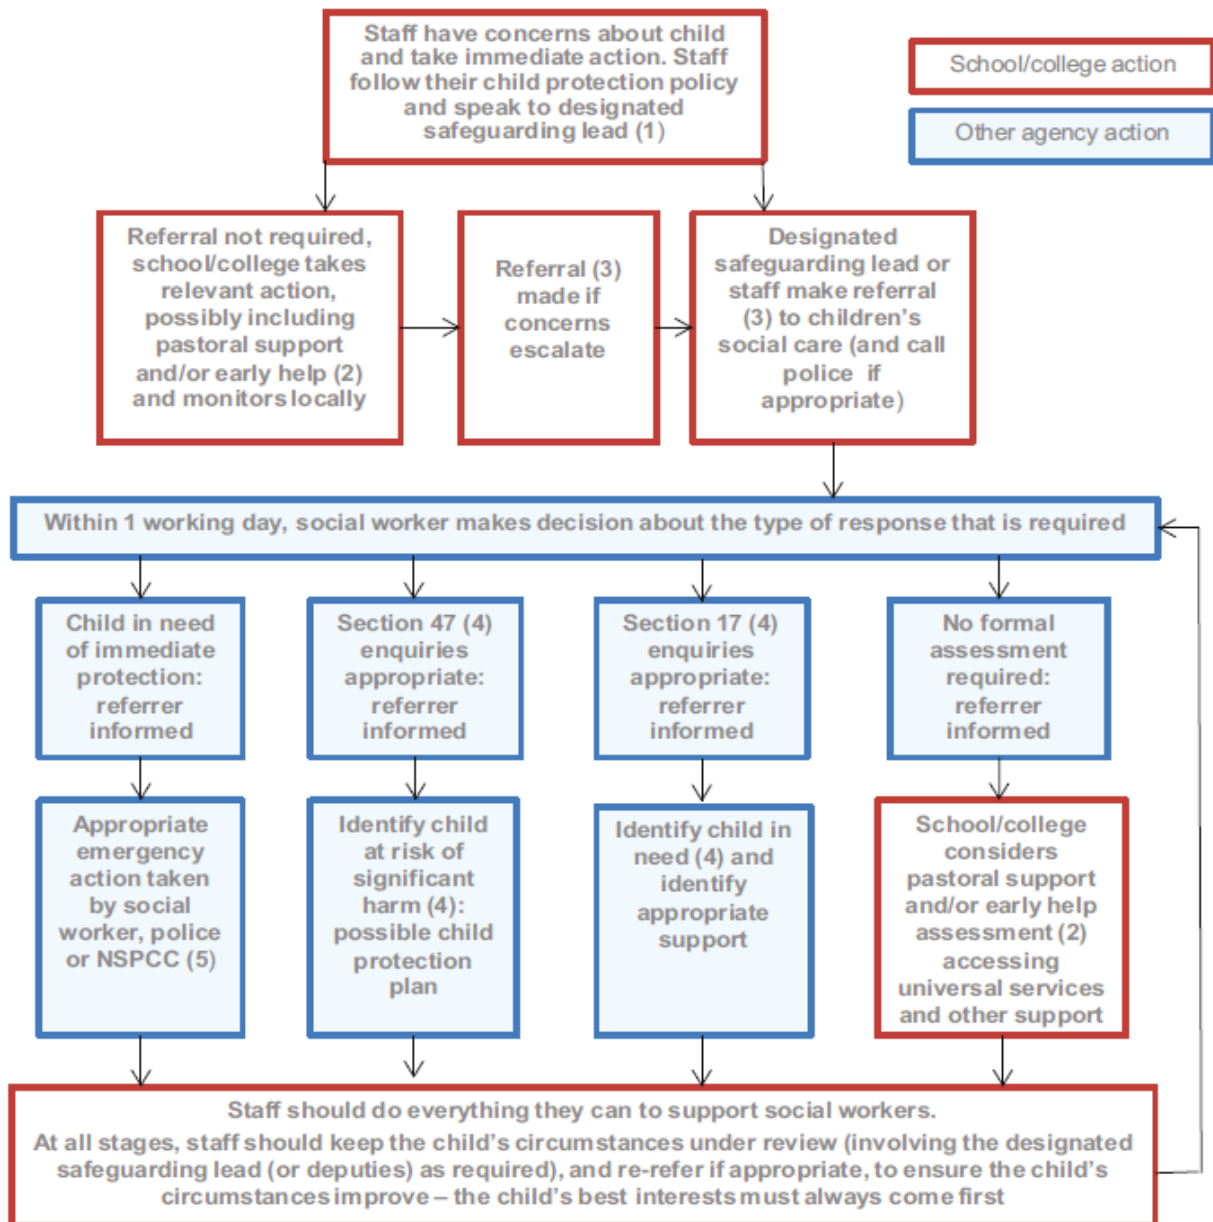 Staff have concerns about child
and take immediate action. Staff
follow their child protection policy
and speak to designated
safeguarding lead (1)
School/college action
Other agency action
Referral not required,
school/college takes
relevant action,
possibly including
pastoral support
and/or early help (2)
and monitors locally
Referral (3)
made if
concerns
escalate
Designated
safeguarding lead or
staff make referral
(3) to children’s
social care (and call
police if
appropriate)
Within 1 working day, social worker makes decision about the type of response that is required
Child in need
of immediate
protection:
referrer
informed
Section 47 (4)
enquiries
appropriate:
referrer
informed
Section 17 (4)
enquiries
appropriate:
referrer
informed
No formal
assessment
required:
referrer
informed
Appropriate
emergency
action taken
by social
worker, police
or NSPCC (5)
Identify child
at risk of
significant
harm (4):
possible child
protection
plan
Identify child in
need (4) and
identify
appropriate
support
School/college
considers
pastoral support
and/or early help
assessment (2)
accessing
universal services
and other support
Staff should do everything they can to support social workers.
At all stages, staff should keep the child’s circumstances under review (involving the designated
safeguarding lead (or deputies) as required), and re-refer if appropriate, to ensure the child’s
circumstances improve – the child’s best interests must always come first